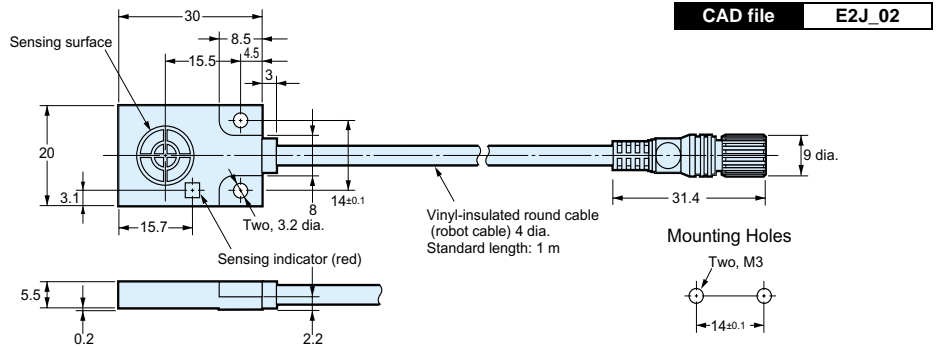 CAD file E2J_02
30
8.5
4.5
15.5
3
Sensing surface
20
3.1
15.7
Two, 3.2 dia.
8
14±0.1
Sensing indicator (red)
Vinyl-insulated round cable
(robot cable) 4 dia.
Standard length: 1 m
31.4
9 dia.
Mounting Holes
Two, M3
14±0.1
5.5
0.2
2.2